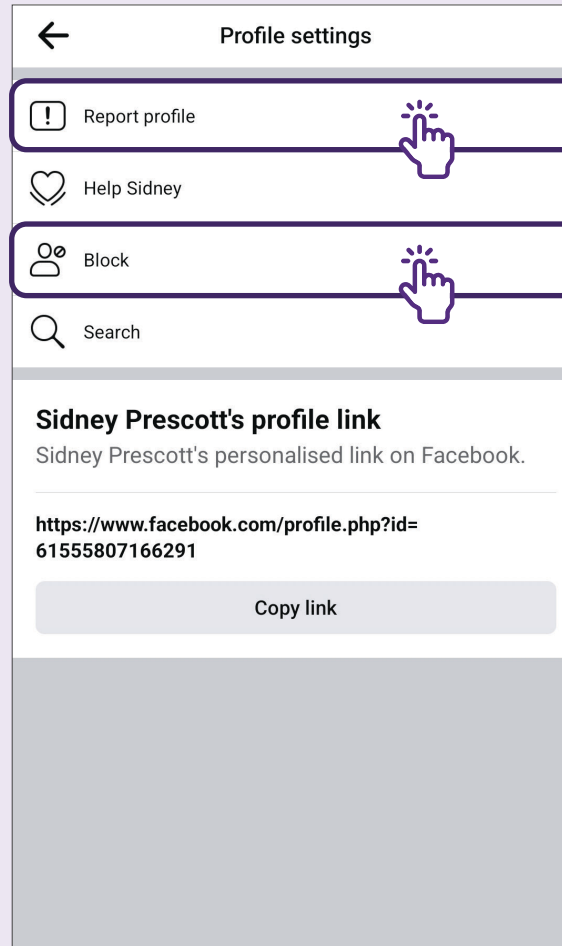 Profile settings
Report profile
Help Sidney
Block
Search
Sidney Prescott's profile link
Sidney Prescott's personalised link on Facebook.
https://www.facebook.com/profile.php?id=
61555807166291
Copy link